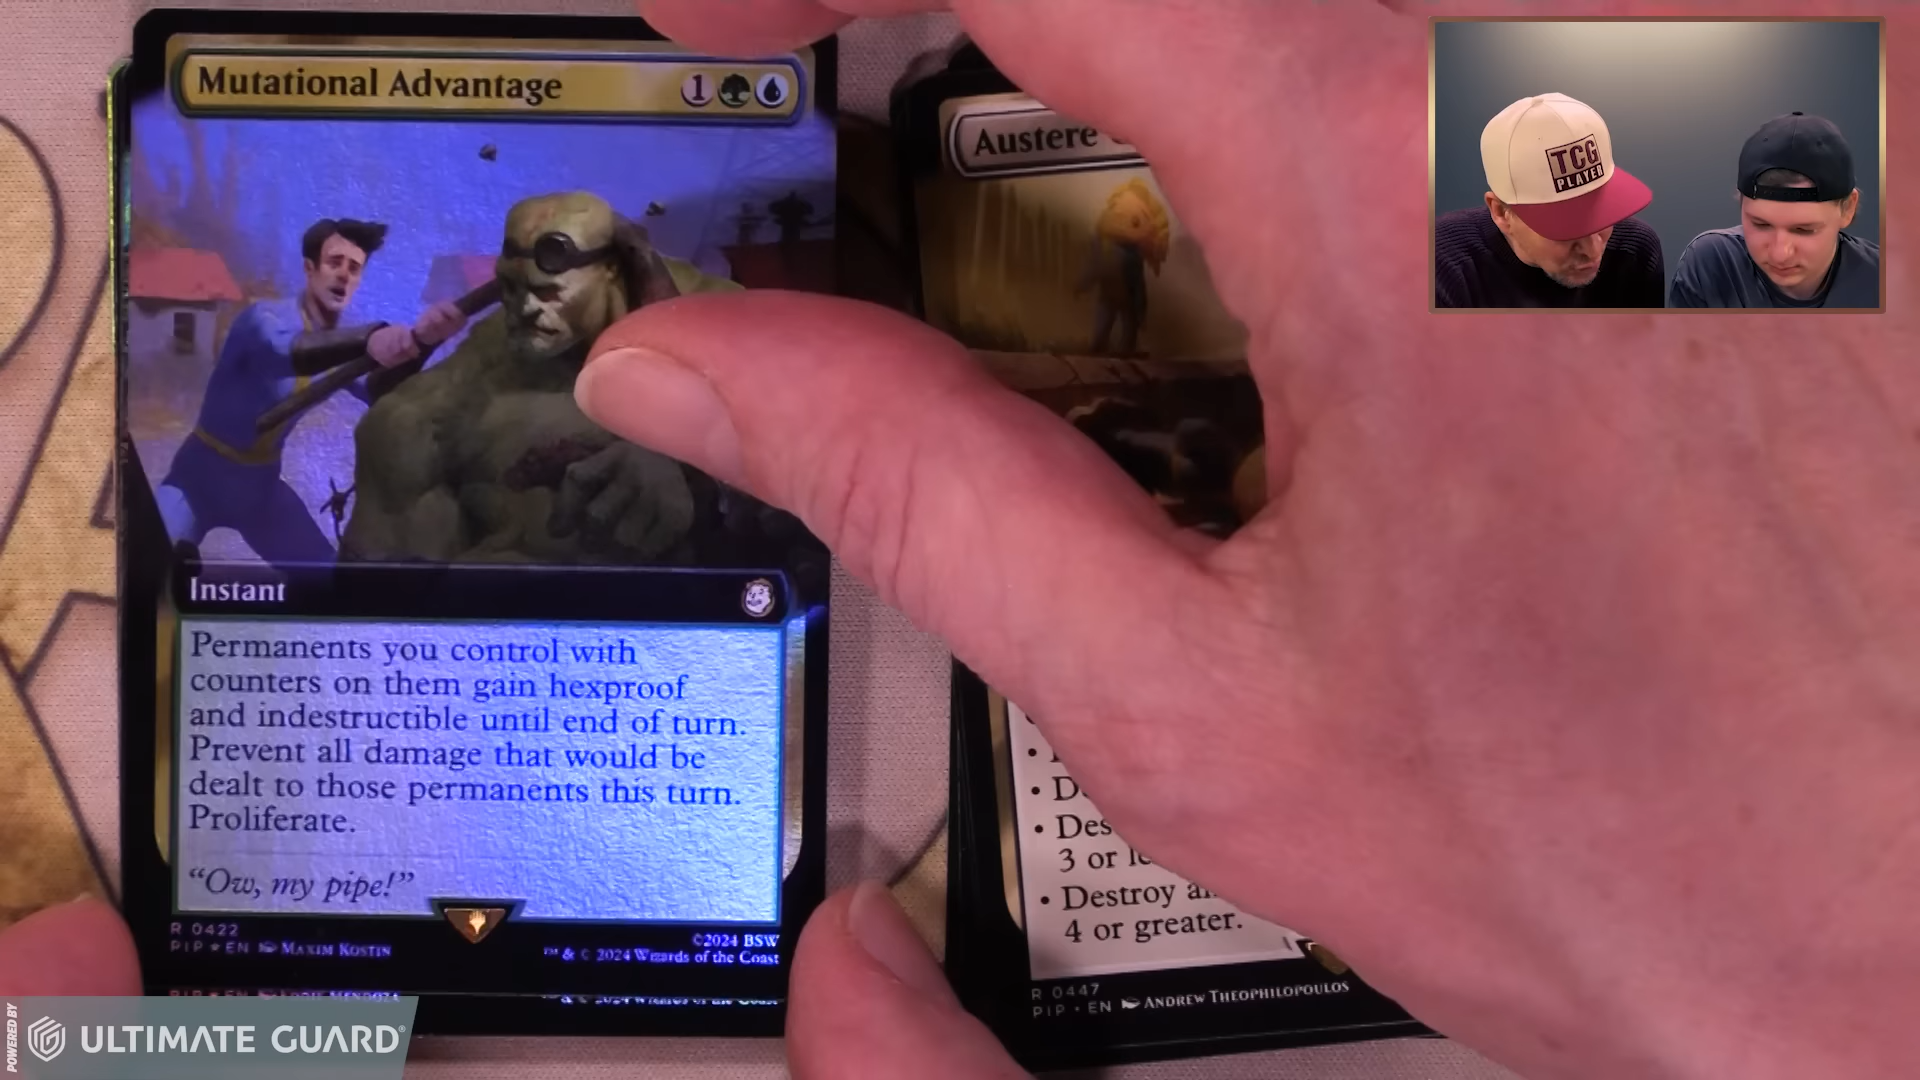 Mutational Advantage 1
Instant
Permanents you control with
counters on them gain hexproof
and indestructible until end of turn.
Prevent all damage that would be
dealt to those permanents this turn.
Proliferate.
“Ow, my pipe!”
R 0422
PIP ★ EN MAXIM KOSTIN
©2024 BSW
™ & © 2024 Wizards of the Coast
Austere
• Des
3 or
• Destroy
4 or greater.
R 0447
PIP • EN ANDREW THEOPHILOPOULOS
TCG
PLAYER
POWERED BY
ULTIMATE GUARD®